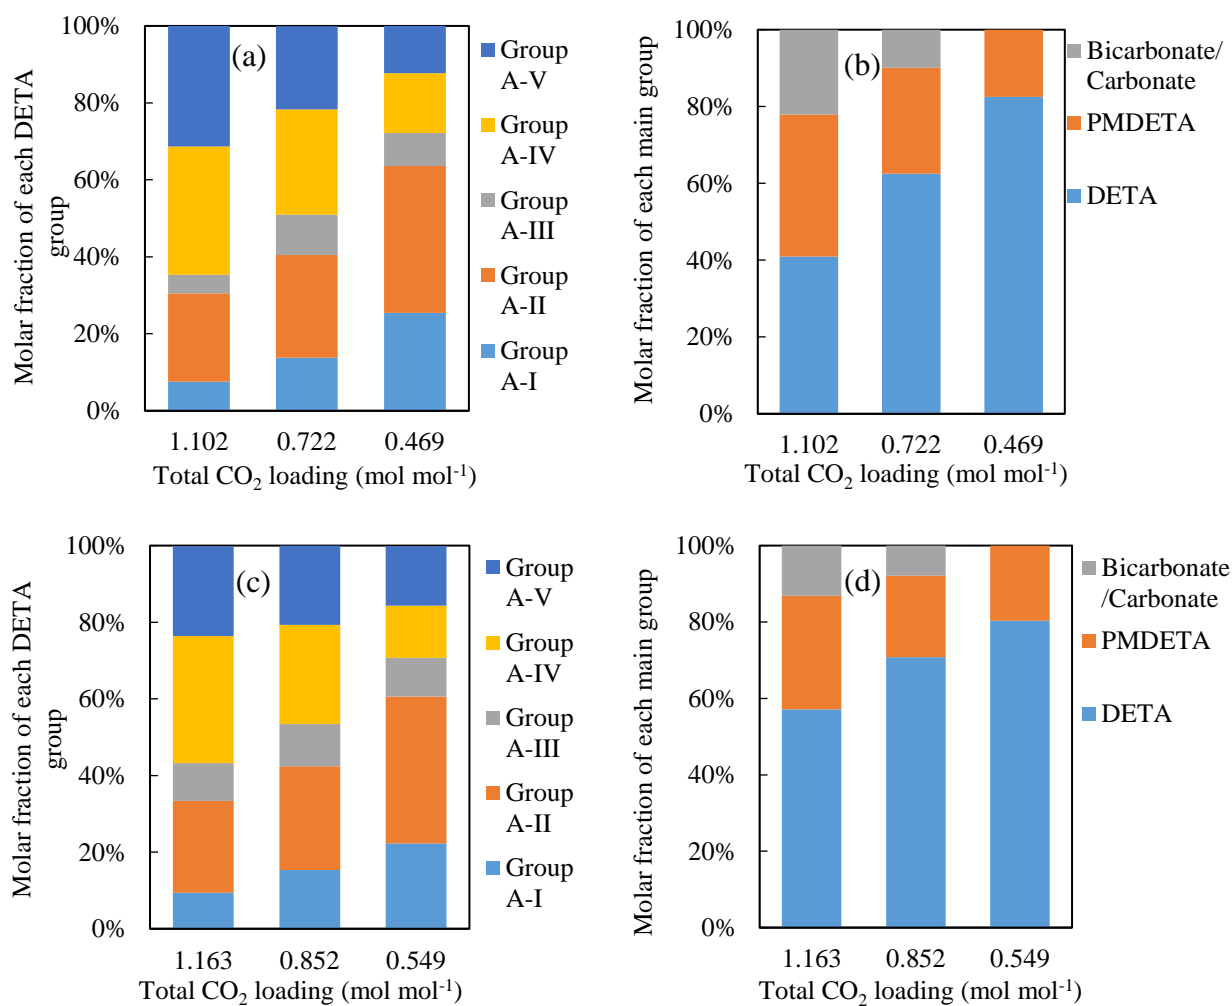 Molar fraction of each DETA
group
100%
80%
60%
40%
20%
0%
(a)
1.102
0.722
0.469
Total CO2 loading (mol mol-1)
Group
A-V
Group
A-IV
Group
A-III
Group
A-II
Group
A-I
Molar fraction of each main group
100%
80%
60%
40%
20%
0%
(b)
1.102
0.722
0.469
Total CO2 loading (mol mol-1)
Bicarbonate/
Carbonate
PMDETA
DETA
Molar fraction of each DETA
group
100%
80%
60%
40%
20%
0%
(c)
1.163
0.852
0.549
Total CO2 loading (mol mol-1)
Group
A-V
Group
A-IV
Group
A-III
Group
A-II
Group
A-I
Molar fraction of each main group
100%
80%
60%
40%
20%
0%
(d)
1.163
0.852
0.549
Total CO2 loading (mol mol-1)
Bicarbonate
/Carbonate
PMDETA
DETA